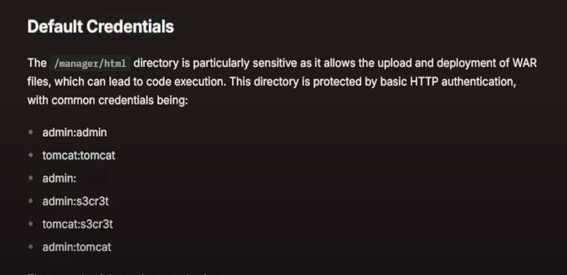 Default Credentials
The /manager/html directory is particularly sensitive as it allows the upload and deployment of WAR
files, which can lead to code execution. This directory is protected by basic HTTP authentication,
with common credentials being:
admin:admin
tomcat:tomcat
admin:
admin:s3cr3t
tomcat:s3cr3t
admin:tomcat